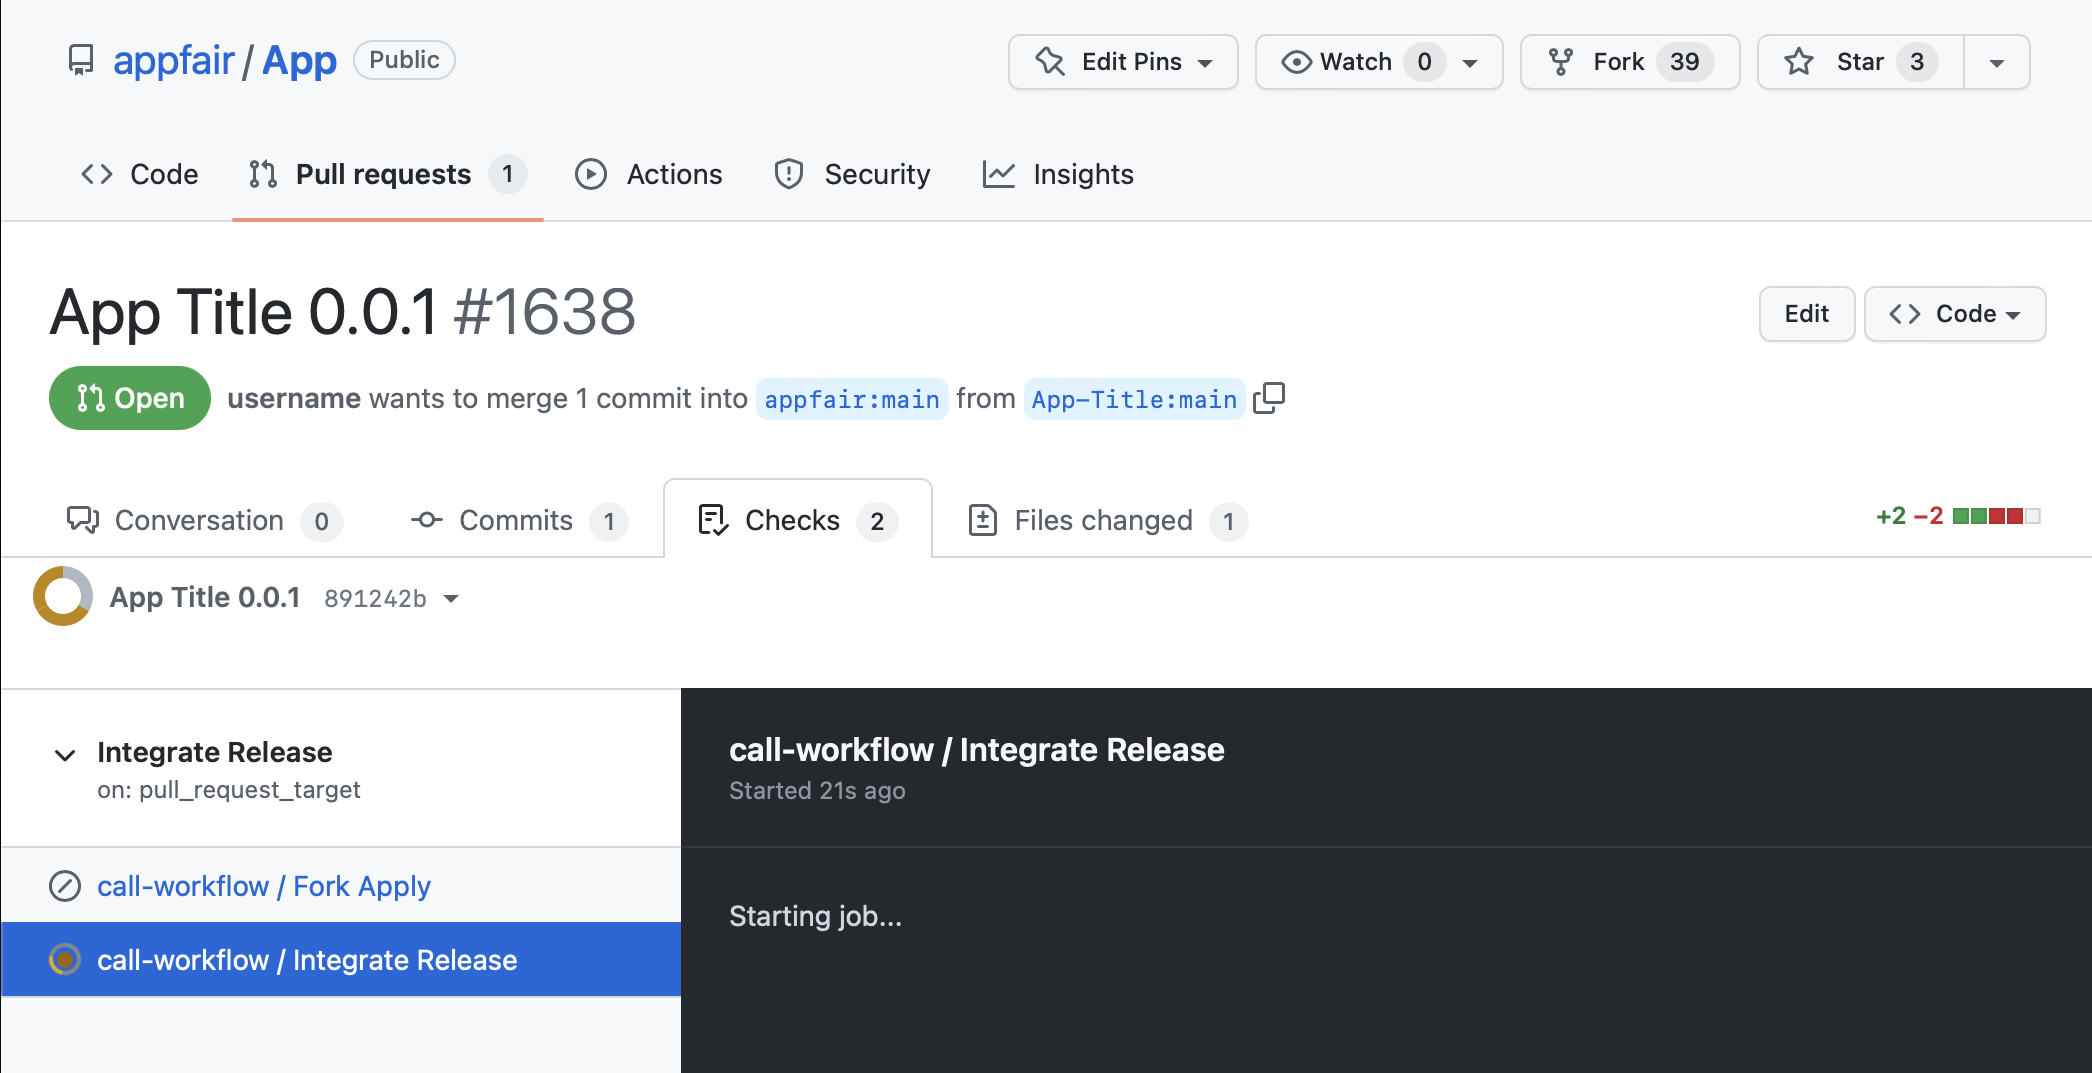 appfair / App Public Edit Pins Watch 0 Fork 39 Star 3
Code Pull requests 1 Actions Security Insights
App Title 0.0.1 #1638 Edit Code
Open username wants to merge 1 commit into appfair:main from App-Title:main
Conversation 0 Commits 1 Checks 2 Files changed 1 +2 −2
App Title 0.0.1 891242b
Integrate Release
on: pull_request_target
call-workflow / Fork Apply
call-workflow / Integrate Release
call-workflow / Integrate Release
Started 21s ago
Starting job...